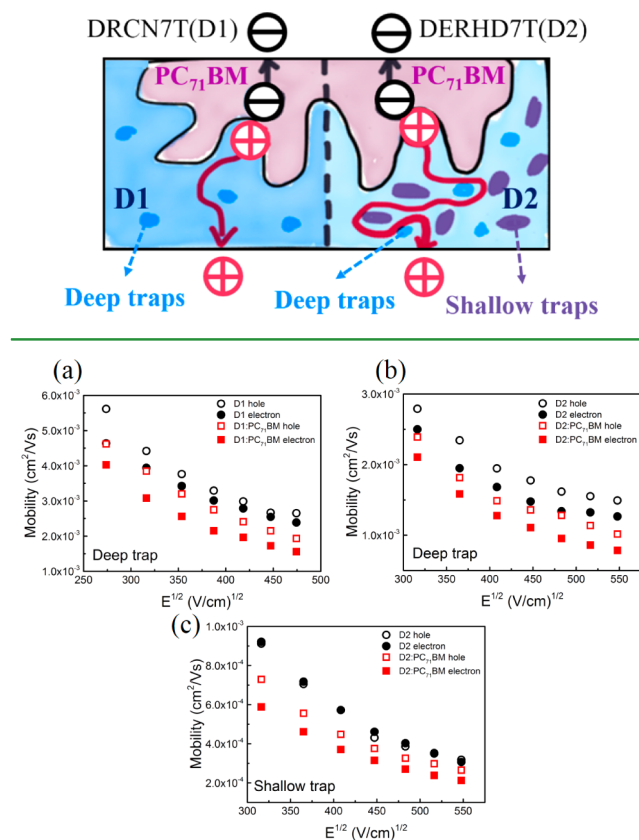 DRCN7T(D1) DERHD7T(D2)
PC71BM PC71BM
D1 D2
Deep traps Deep traps Shallow traps
(a)
D1 hole
D1 electron
D1:PC71BM hole
D1:PC71BM electron
6.0x10-3
5.0x10-3
4.0x10-3
3.0x10-3
2.0x10-3
1.0x10-3
Mobility (cm2/Vs)
Deep trap
250 275 300 325 350 375 400 425 450 475 500
E1/2 (V/cm)1/2
(b)
D2 hole
D2 electron
D2:PC71BM hole
D2:PC71BM electron
3.0x10-3
2.0x10-3
1.0x10-3
Mobility (cm2/Vs)
Deep trap
300 350 400 450 500 550
E1/2 (V/cm)1/2
(c)
D2 hole
D2 electron
D2:PC71BM hole
D2:PC71BM electron
1.0x10-3
8.0x10-4
6.0x10-4
4.0x10-4
2.0x10-4
Mobility (cm2/Vs)
Shallow trap
300 350 400 450 500 550
E1/2 (V/cm)1/2